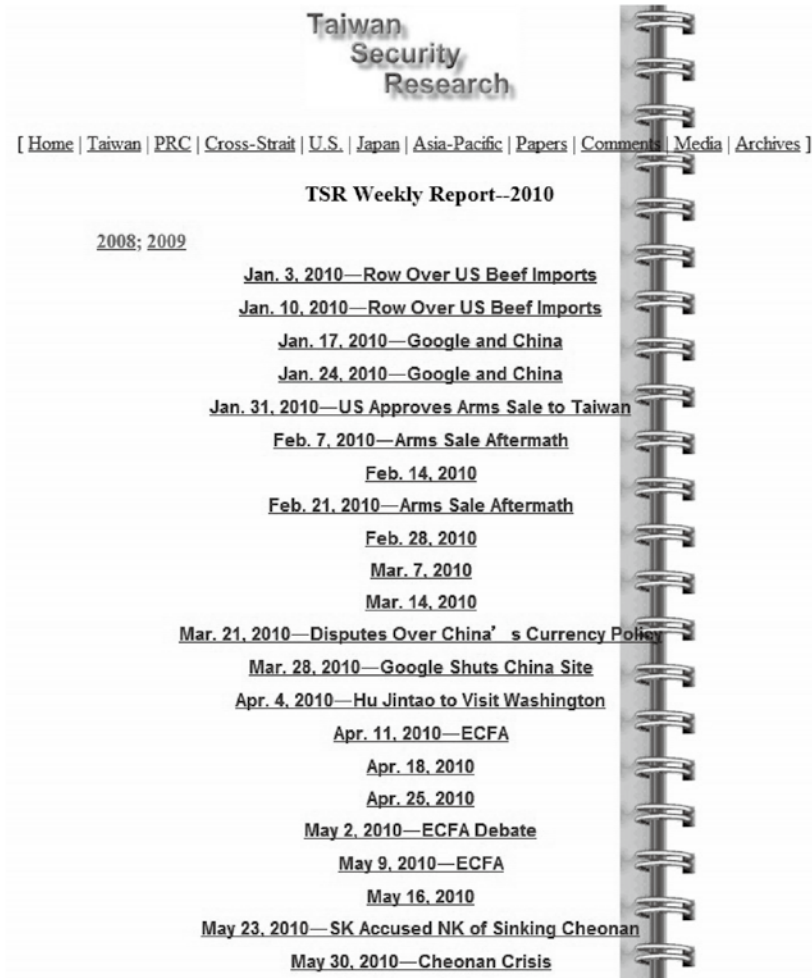 Taiwan
Security
Research
[ Home | Taiwan | PRC | Cross-Strait | U.S. | Japan | Asia-Pacific | Papers | Comments | Media | Archives ]
TSR Weekly Report--2010
2008; 2009
Jan. 3, 2010—Row Over US Beef Imports
Jan. 10, 2010—Row Over US Beef Imports
Jan. 17, 2010—Google and China
Jan. 24, 2010—Google and China
Jan. 31, 2010—US Approves Arms Sale to Taiwan
Feb. 7, 2010—Arms Sale Aftermath
Feb. 14, 2010
Feb. 21, 2010—Arms Sale Aftermath
Feb. 28, 2010
Mar. 7, 2010
Mar. 14, 2010
Mar. 21, 2010—Disputes Over China’ s Currency Policy
Mar. 28, 2010—Google Shuts China Site
Apr. 4, 2010—Hu Jintao to Visit Washington
Apr. 11, 2010—ECFA
Apr. 18, 2010
Apr. 25, 2010
May 2, 2010—ECFA Debate
May 9, 2010—ECFA
May 16, 2010
May 23, 2010—SK Accused NK of Sinking Cheonan
May 30, 2010—Cheonan Crisis